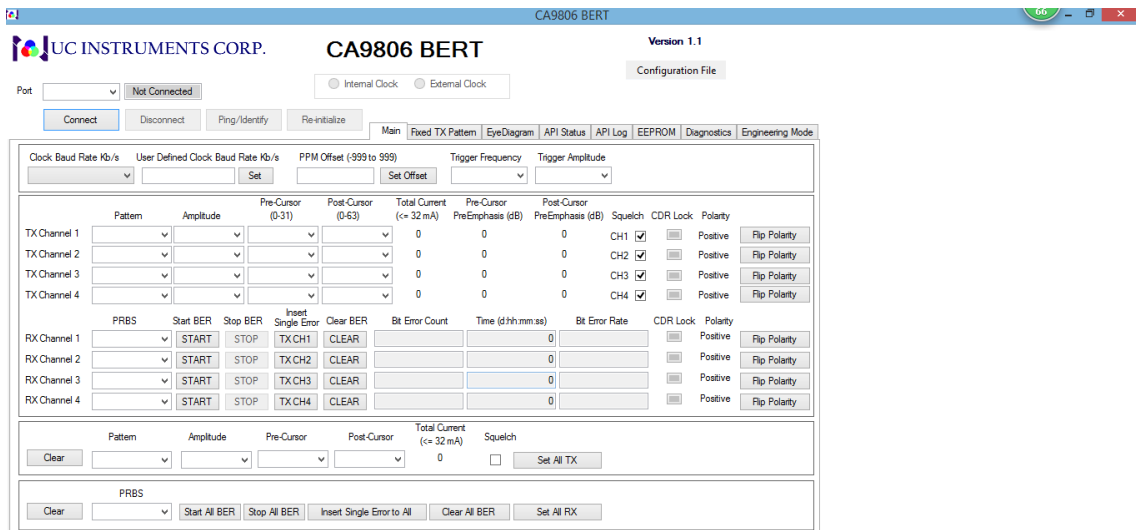 CA9806 BERT
66
UC INSTRUMENTS CORP.
CA9806 BERT
Version 1.1
Configuration File
Internal Clock External Clock
Port Not Connected
Connect Disconnect Ping/Identify Re-initialize
Main Fixed TX Pattern EyeDiagram API Status API Log EEPROM Diagnostics Engineering Mode
Clock Baud Rate Kb/s User Defined Clock Baud Rate Kb/s PPM Offset (-999 to 999) Trigger Frequency Trigger Amplitude
Set Set Offset
Pre-Cursor Post-Cursor Total Current Pre-Cursor Post-Cursor
Pattern Amplitude (0-31) (0-63) (<= 32 mA) PreEmphasis (dB) PreEmphasis (dB) Squelch CDR Lock Polarity
TX Channel 1 0 0 0 CH1 Positive Flip Polarity
TX Channel 2 0 0 0 CH2 Positive Flip Polarity
TX Channel 3 0 0 0 CH3 Positive Flip Polarity
TX Channel 4 0 0 0 CH4 Positive Flip Polarity
Insert
PRBS Start BER Stop BER Single Error Clear BER Bit Error Count Time (d:hh:mm:ss) Bit Error Rate CDR Lock Polarity
RX Channel 1 START STOP TX CH1 CLEAR 0 Positive Flip Polarity
RX Channel 2 START STOP TX CH2 CLEAR 0 Positive Flip Polarity
RX Channel 3 START STOP TX CH3 CLEAR 0 Positive Flip Polarity
RX Channel 4 START STOP TX CH4 CLEAR 0 Positive Flip Polarity
Total Current
Pattern Amplitude Pre-Cursor Post-Cursor (<= 32 mA) Squelch
Clear 0 Set All TX
PRBS
Clear Start All BER Stop All BER Insert Single Error to All Clear All BER Set All RX